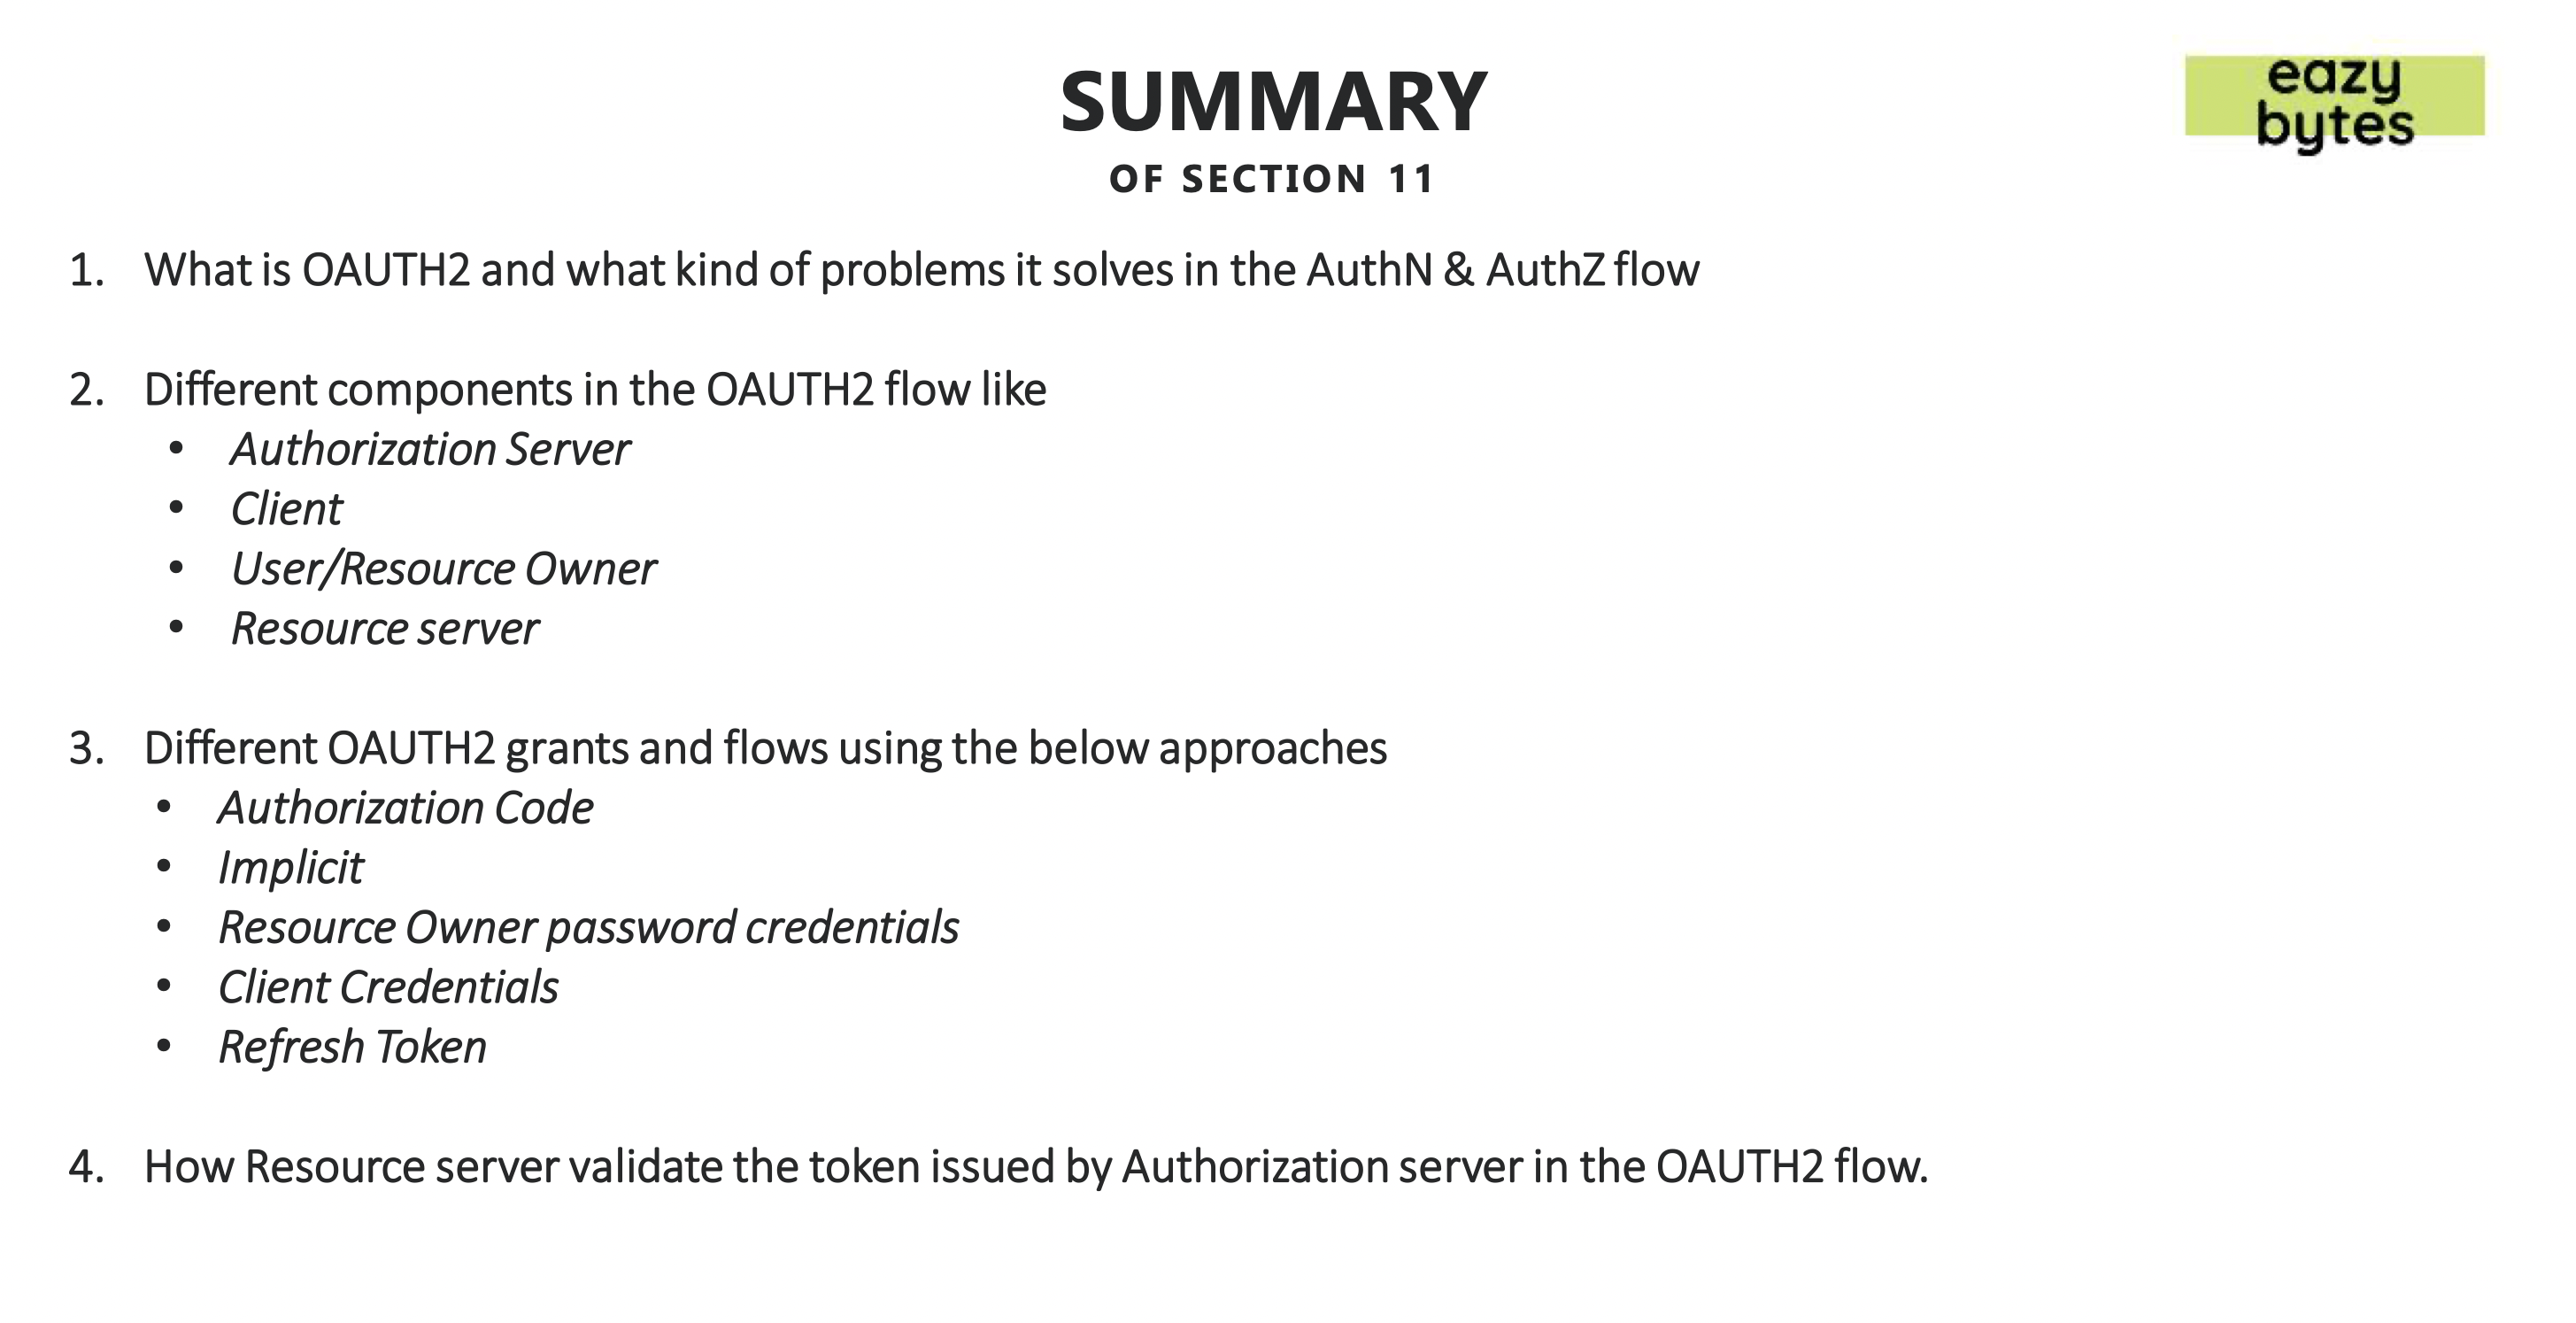 SUMMARY
eazy
bytes
OF SECTION 11
1. What is OAUTH2 and what kind of problems it solves in the AuthN & AuthZ flow
2. Different components in the OAUTH2 flow like
• Authorization Server
• Client
• User/Resource Owner
• Resource server
3. Different OAUTH2 grants and flows using the below approaches
• Authorization Code
• Implicit
• Resource Owner password credentials
• Client Credentials
• Refresh Token
4. How Resource server validate the token issued by Authorization server in the OAUTH2 flow.